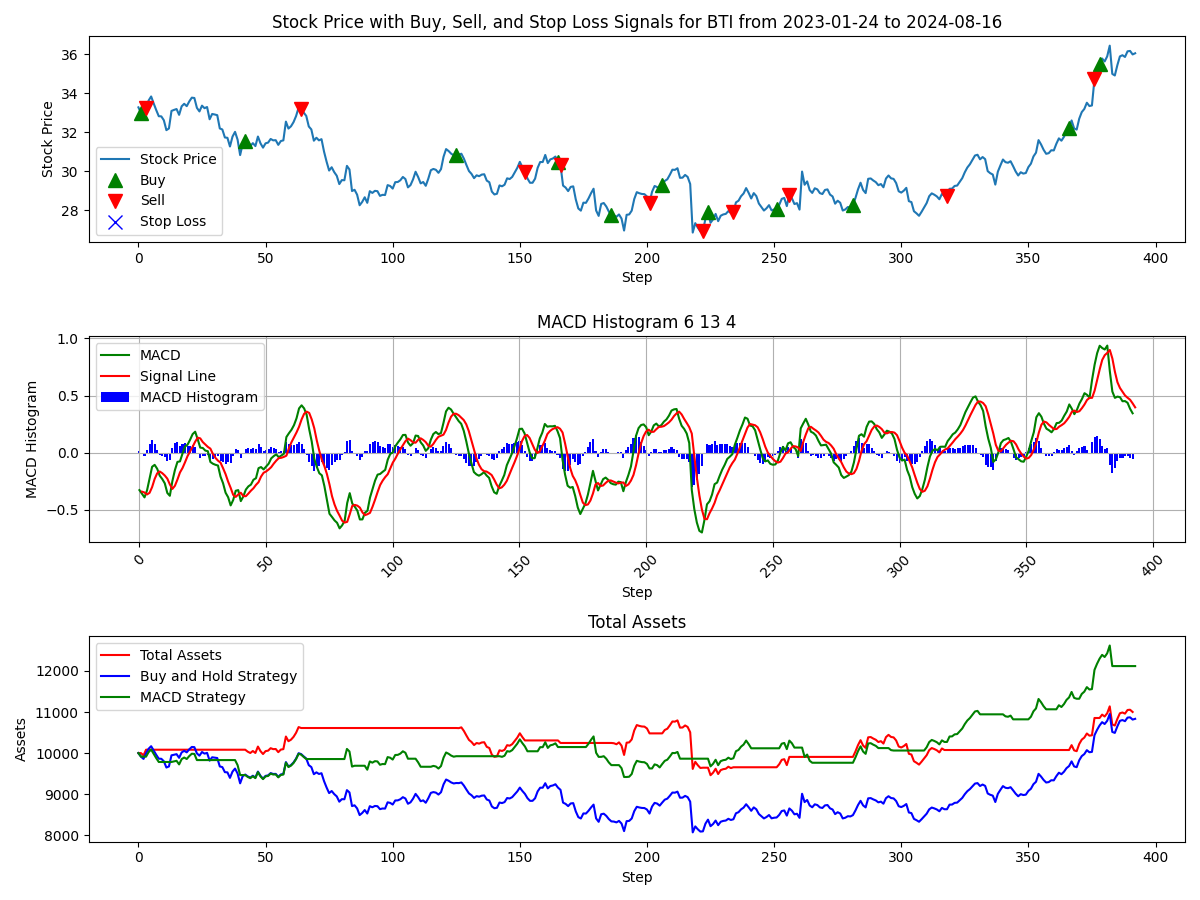 Stock Price with Buy, Sell, and Stop Loss Signals for BTI from 2023-01-24 to 2024-08-16
Stock Price
36
34
32
30
28
Stock Price
Buy
Sell
Stop Loss
0 50 100 150 200 250 300 350 400
Step
MACD Histogram 6 13 4
MACD Histogram
1.0
0.5
0.0
−0.5
MACD
Signal Line
MACD Histogram
0 50 100 150 200 250 300 350 400
Step
Total Assets
Assets
12000
11000
10000
9000
8000
Total Assets
Buy and Hold Strategy
MACD Strategy
0 50 100 150 200 250 300 350 400
Step